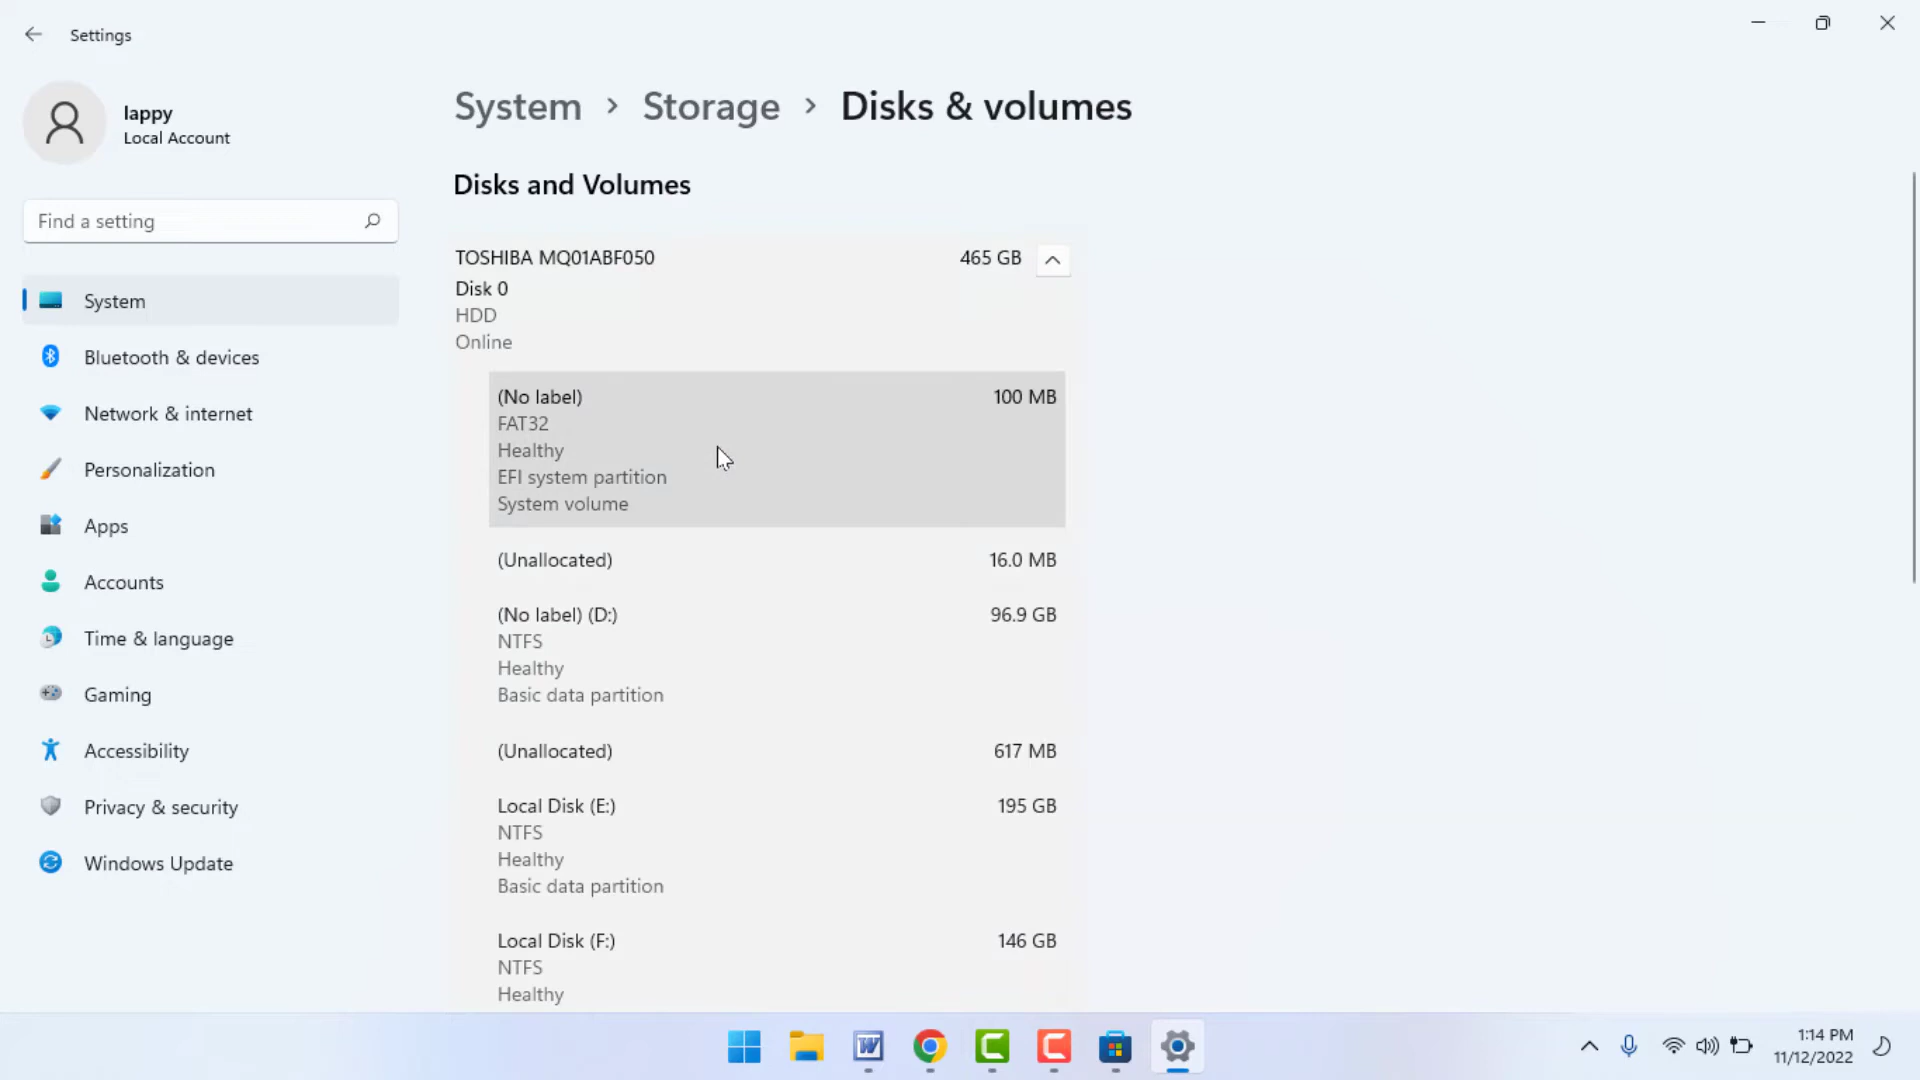 Settings
lappy
Local Account
Find a setting
System
Bluetooth & devices
Network & internet
Personalization
Apps
Accounts
Time & language
Gaming
Accessibility
Privacy & security
Windows Update
System > Storage > Disks & volumes
Disks and Volumes
TOSHIBA MQ01ABF050 465 GB
Disk 0
HDD
Online
(No label) 100 MB
FAT32
Healthy
EFI system partition
System volume
(Unallocated) 16.0 MB
(No label) (D:) 96.9 GB
NTFS
Healthy
Basic data partition
(Unallocated) 617 MB
Local Disk (E:) 195 GB
NTFS
Healthy
Basic data partition
Local Disk (F:) 146 GB
NTFS
Healthy
1:14 PM
11/12/2022